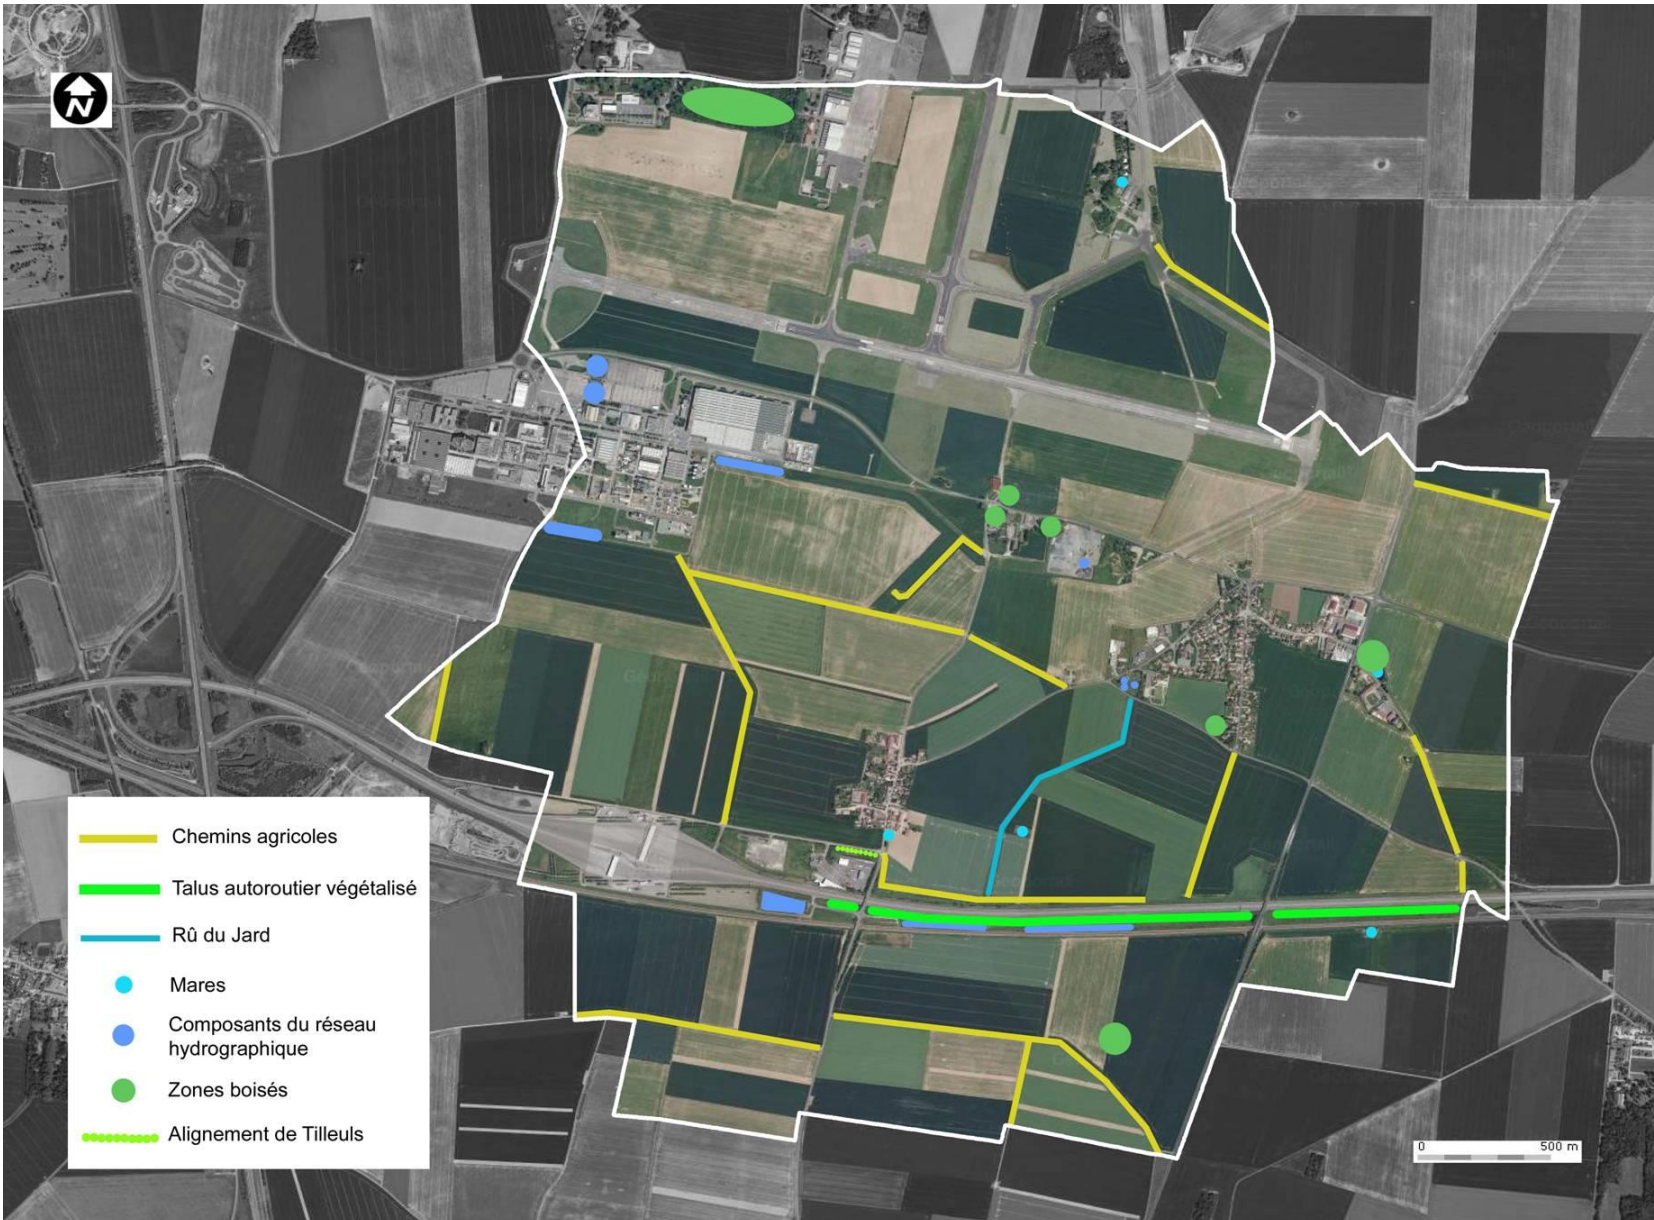 N
Chemins agricoles
Talus autoroutier végétalisé
Rû du Jard
Mares
Composants du réseau
hydrographique
Zones boisés
Alignement de Tilleuls
0 500 m